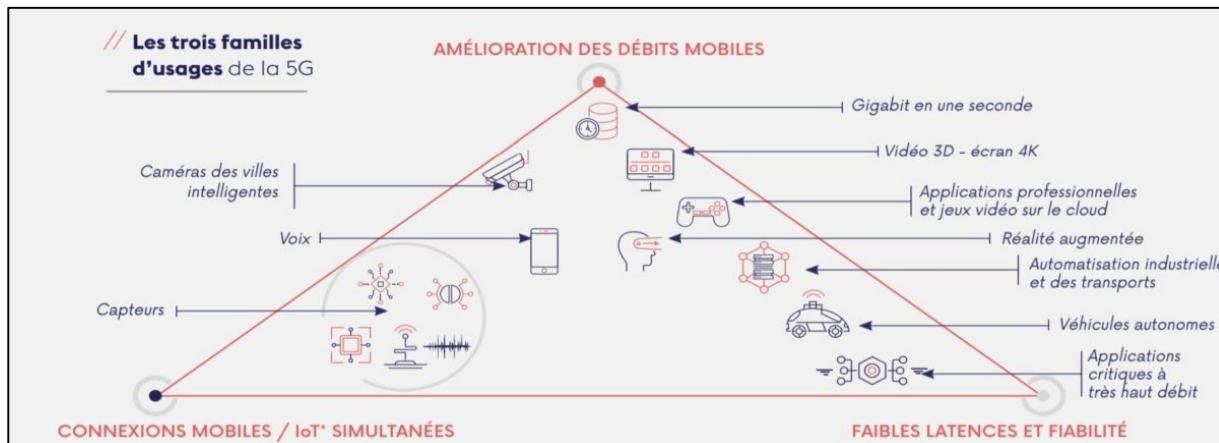 // Les trois familles
d'usages de la 5G
AMÉLIORATION DES DÉBITS MOBILES
Gigabit en une seconde
Vidéo 3D - écran 4K
Caméras des villes
intelligentes
Applications professionnelles
et jeux vidéo sur le cloud
Voix
Réalité augmentée
Automatisation industrielle
et des transports
Capteurs
Véhicules autonomes
Applications
critiques à
très haut débit
CONNEXIONS MOBILES / IoT* SIMULTANÉES
FAIBLES LATENCES ET FIABILITÉ